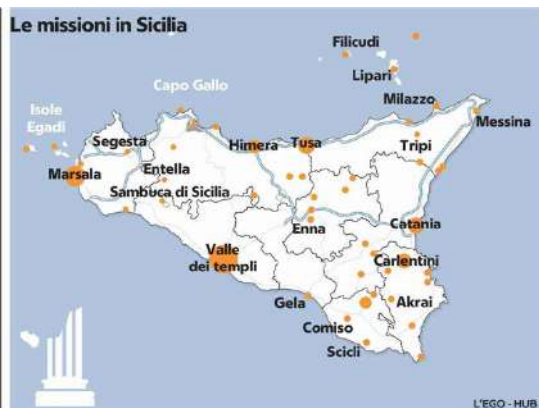 Le missioni in Sicilia
Filicudi
Lipari
Capo Gallo
Milazzo
Isole
Egadi
Messina
Segesta
Himera
Tusa
Tripi
Entella
Marsala
Sambuca di Sicilia
Enna
Catania
Valle
dei templi
Carlentini
Gela
Akrai
Comiso
Scicli
L'EGO - HUB